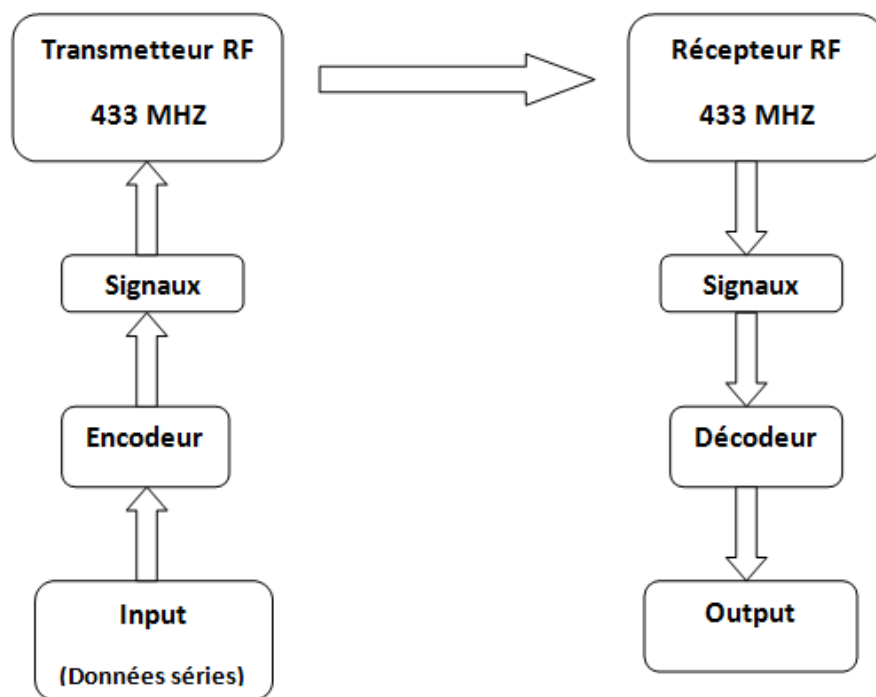 Transmetteur RF
433 MHZ
Récepteur RF
433 MHZ
Signaux
Signaux
Encodeur
Décodeur
Input
(Données séries)
Output